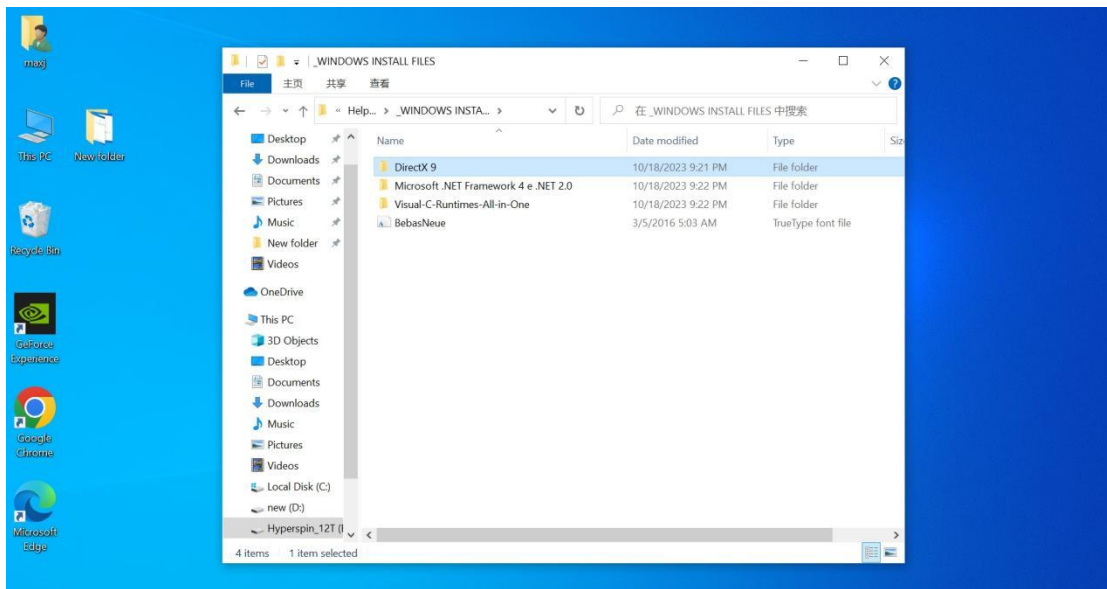 maxj
This PC
New folder
Recycle Bin
GeForce
Experience
Google
Chrome
Microsoft
Edge
_WINDOWS INSTALL FILES
File 主页 共享 查看
« Help... > _WINDOWS INSTA... >
在 _WINDOWS INSTALL FILES 中搜索
Desktop
Downloads
Documents
Pictures
Music
New folder
Videos
OneDrive
This PC
3D Objects
Desktop
Documents
Downloads
Music
Pictures
Videos
Local Disk (C:)
new (D:)
Hyperspin_12T (
Name Date modified Type Siz
DirectX 9 10/18/2023 9:21 PM File folder
Microsoft .NET Framework 4 e .NET 2.0 10/18/2023 9:22 PM File folder
Visual-C-Runtimes-All-in-One 10/18/2023 9:22 PM File folder
BebasNeue 3/5/2016 5:03 AM TrueType font file
4 items 1 item selected